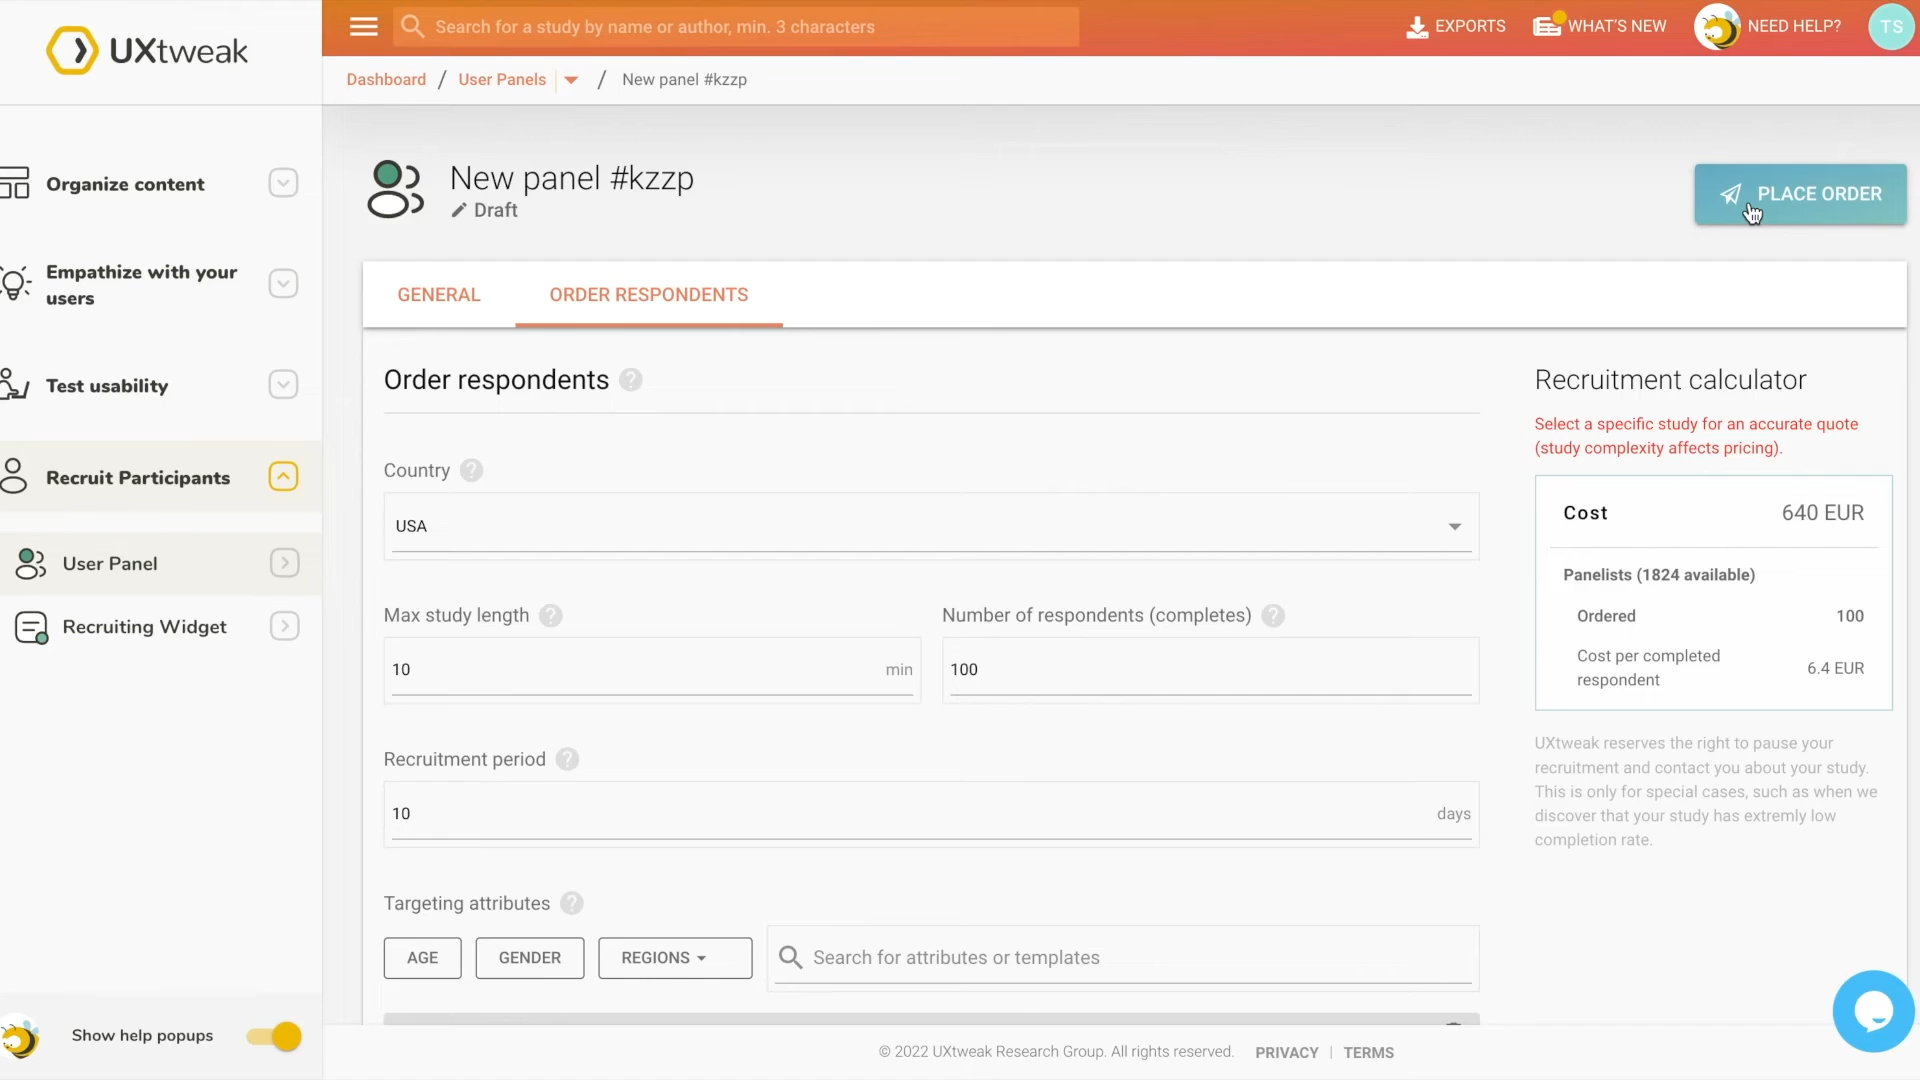 UXtweak
Search for a study by name or author, min. 3 characters
EXPORTS
WHAT'S NEW
NEED HELP?
TS
Dashboard / User Panels / New panel #kzzp
Organize content
Empathize with your
users
Test usability
Recruit Participants
User Panel
Recruiting Widget
Show help popups
New panel #kzzp
Draft
PLACE ORDER
GENERAL
ORDER RESPONDENTS
Order respondents ?
Country ?
USA
Max study length ?
10 min
Number of respondents (completes) ?
100
Recruitment period ?
10 days
Targeting attributes ?
AGE
GENDER
REGIONS
Search for attributes or templates
Recruitment calculator
Select a specific study for an accurate quote
(study complexity affects pricing).
Cost 640 EUR
Panelists (1824 available)
Ordered 100
Cost per completed
respondent
6.4 EUR
UXtweak reserves the right to pause your
recruitment and contact you about your study.
This is only for special cases, such as when we
discover that your study has extremly low
completion rate.
© 2022 UXtweak Research Group. All rights reserved. PRIVACY | TERMS